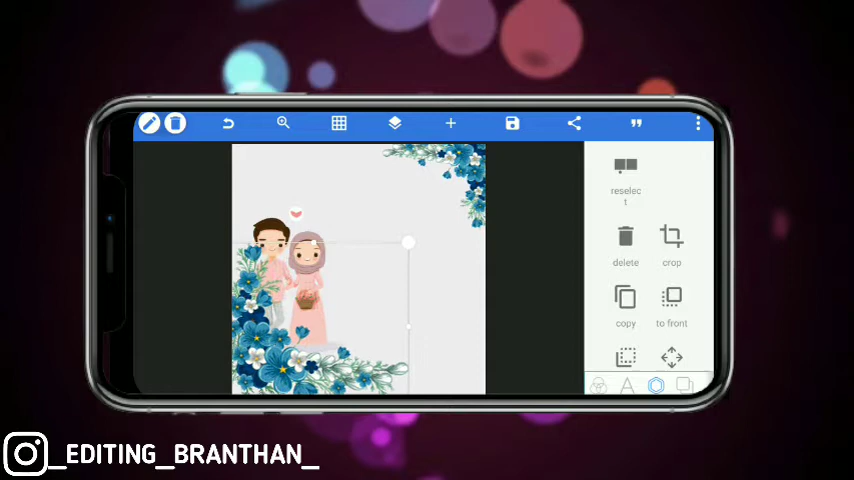 reselec
t
delete
crop
copy
to front
_EDITING_BRANTHAN_